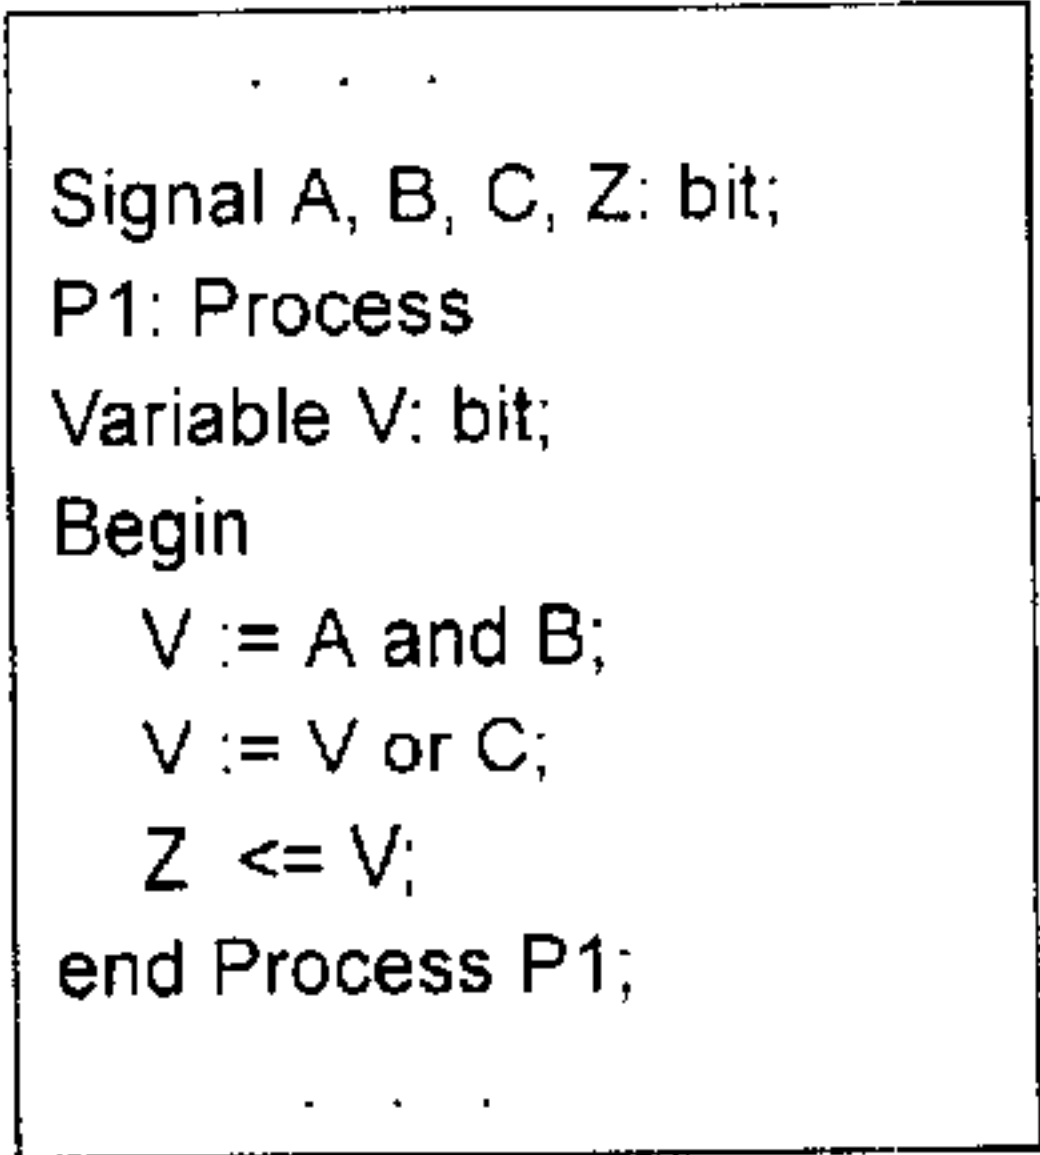 . . .
Signal A, B, C, Z: bit;
P1: Process
Variable V: bit;
Begin
V := A and B;
V := V or C;
Z <= V;
end Process P1;
. . .